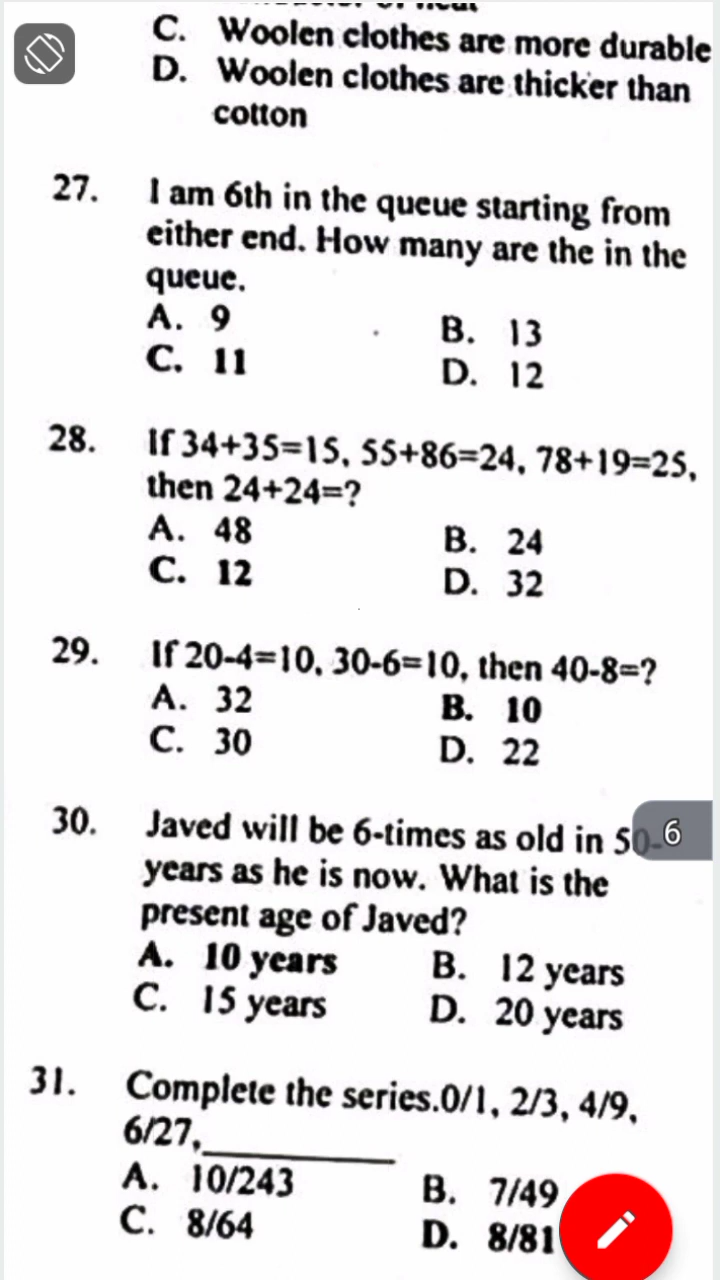 C. Woolen clothes are more durable
D. Woolen clothes are thicker than
cotton
27. I am 6th in the queue starting from
either end. How many are the in the
queue.
A. 9 B. 13
C. 11 D. 12
28. If 34+35=15, 55+86=24, 78+19=25,
then 24+24=?
A. 48 B. 24
C. 12 D. 32
29. If 20-4=10, 30-6=10, then 40-8=?
A. 32 B. 10
C. 30 D. 22
30. Javed will be 6-times as old in 50-
6
years as he is now. What is the
present age of Javed?
A. 10 years B. 12 years
C. 15 years D. 20 years
31. Complete the series.0/1, 2/3, 4/9,
6/27,__________
A. 10/243 B. 7/49
C. 8/64 D. 8/81